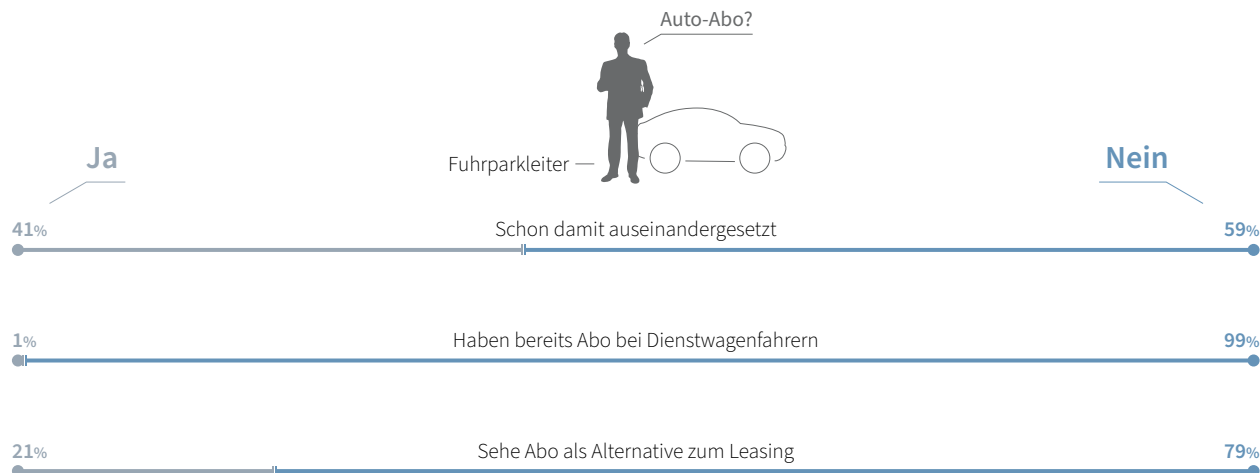 Auto-Abo?
Fuhrparkleiter
Ja
Nein
41% Schon damit auseinandergesetzt 59%
1% Haben bereits Abo bei Dienstwagenfahrern 99%
21% Sehe Abo als Alternative zum Leasing 79%